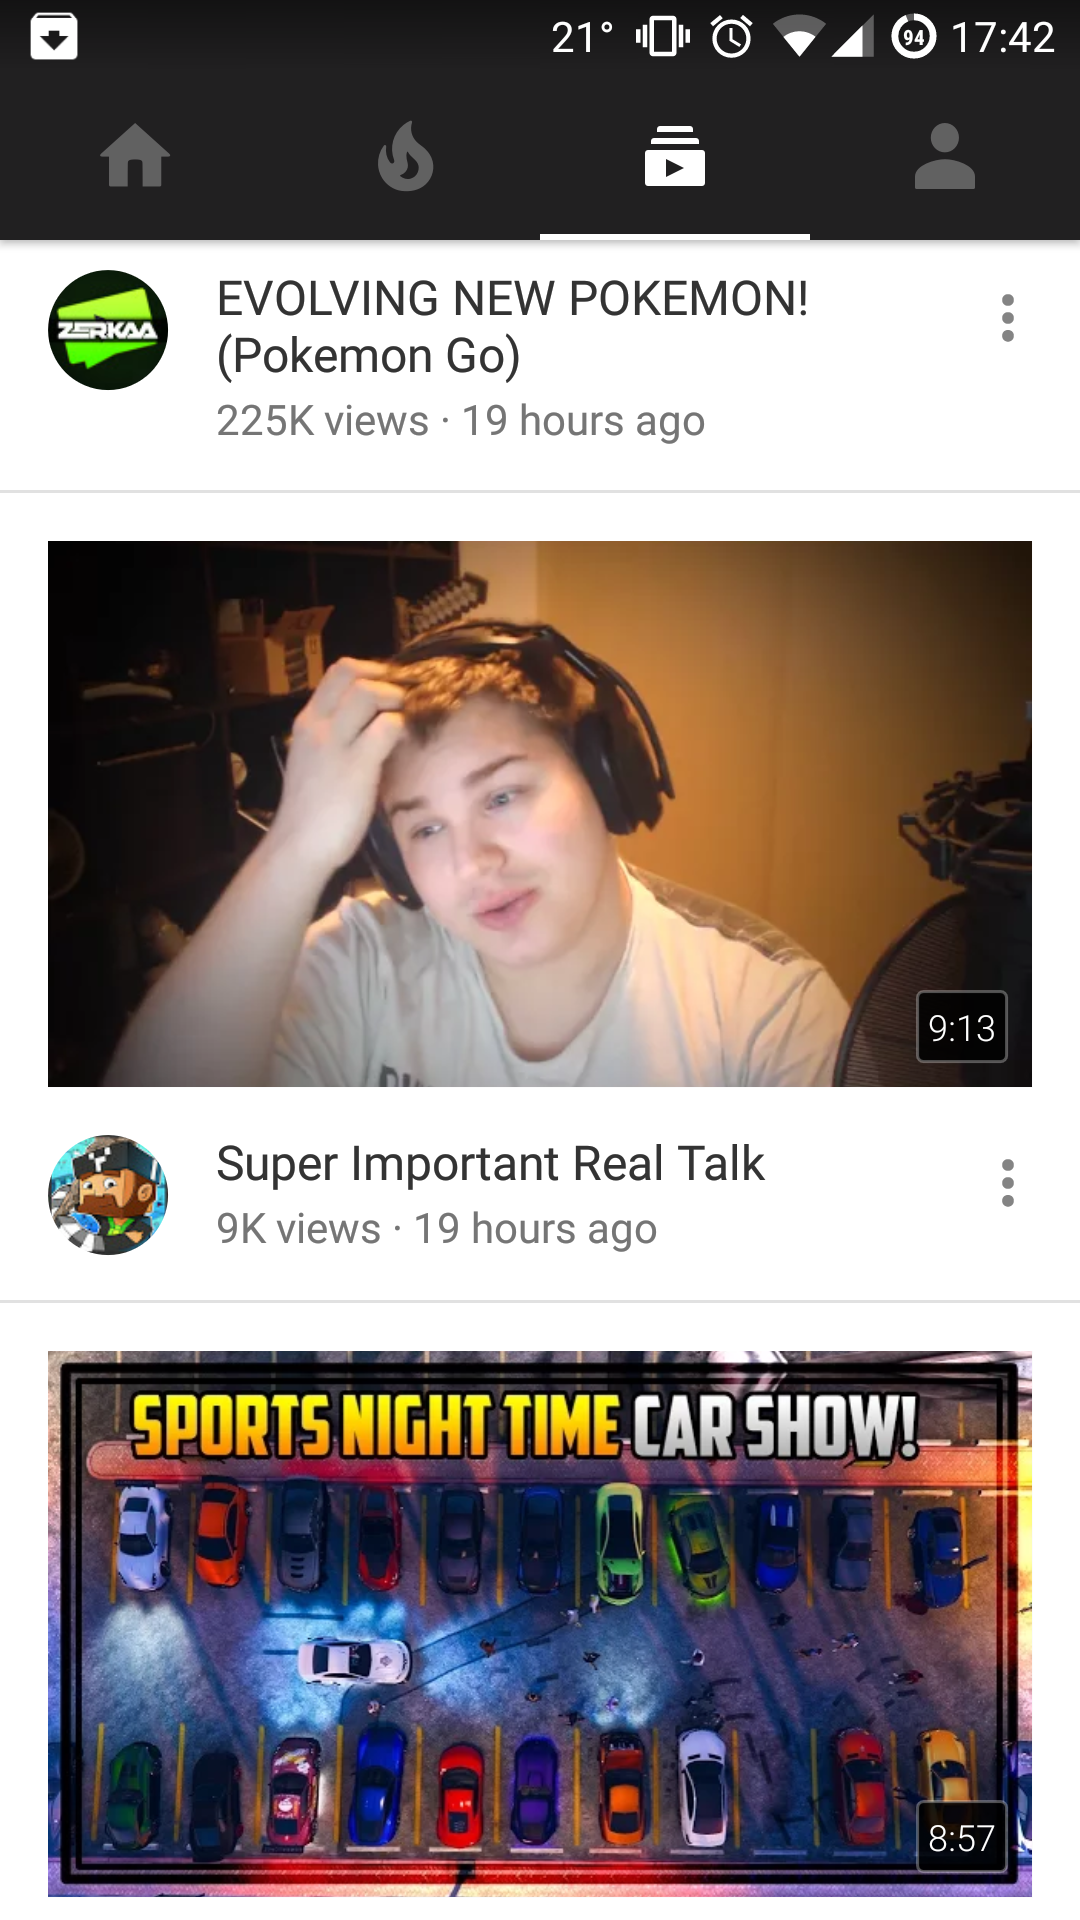 21° 94 17:42
ZERKAA
EVOLVING NEW POKEMON!
(Pokemon Go)
225K views · 19 hours ago
9:13
Super Important Real Talk
9K views · 19 hours ago
SPORTS NIGHT TIME CAR SHOW!
8:57